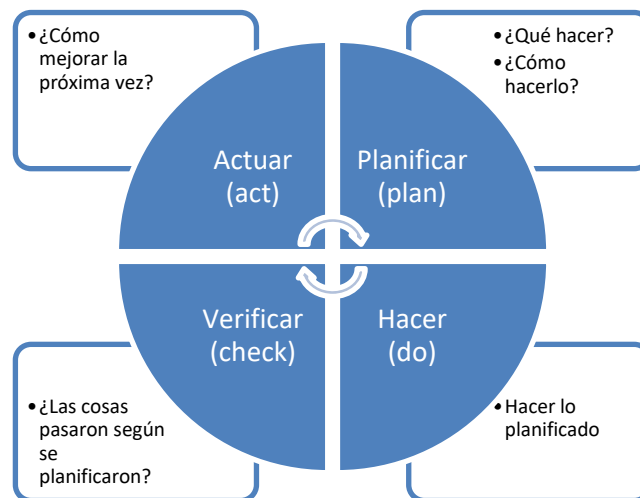 •¿Cómo
mejorar la
próxima vez?
•¿Qué hacer?
•¿Cómo
hacerlo?
Actuar
(act)
Planificar
(plan)
Verificar
(check)
Hacer
(do)
•¿Las cosas
pasaron según
se
planificaron?
•Hacer lo
planificado